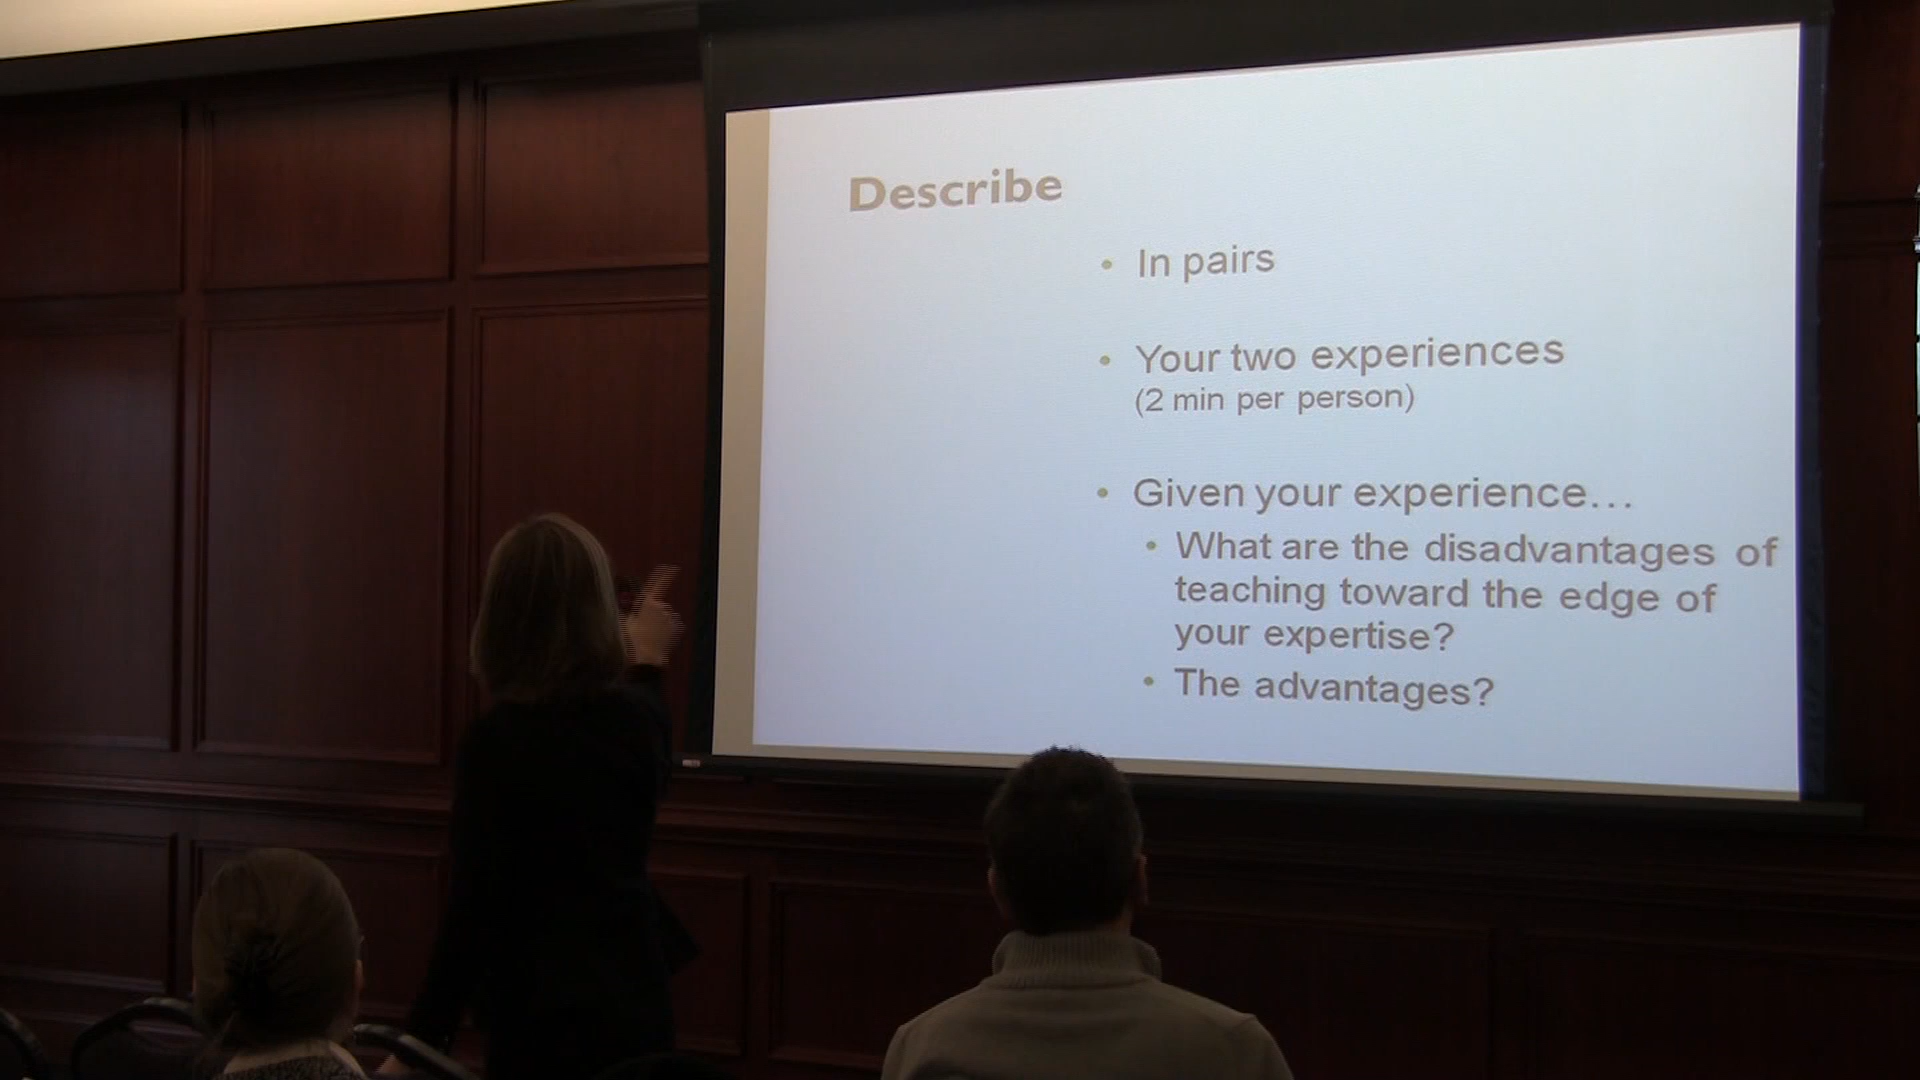 Describe
• In pairs
• Your two experiences
(2 min per person)
• Given your experience…
• What are the disadvantages of
teaching toward the edge of
your expertise?
• The advantages?